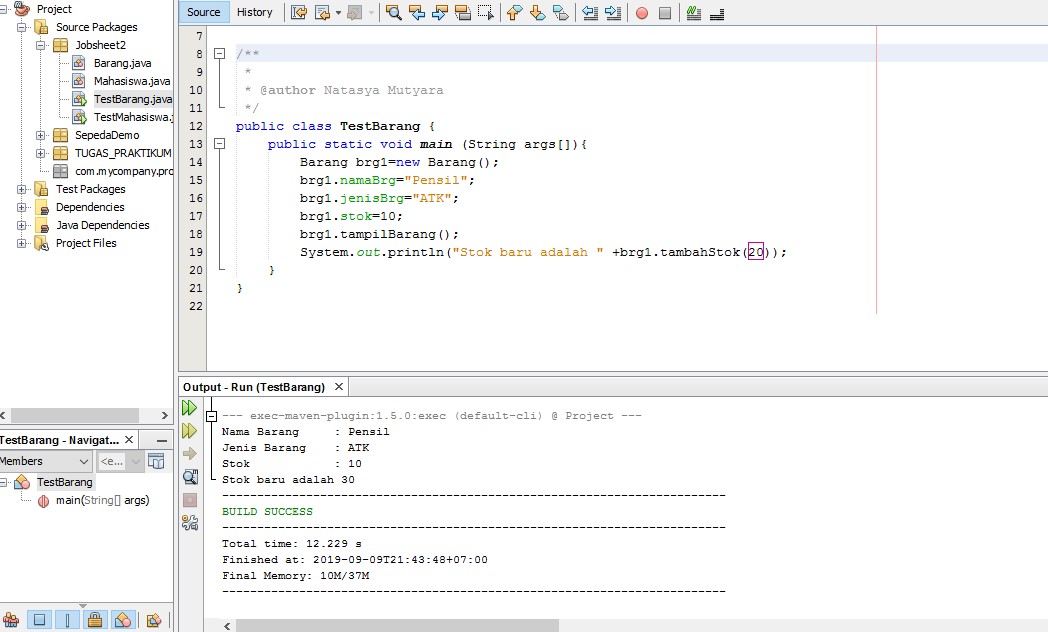 Project
Source Packages
Jobsheet2
Barang.java
Mahasiswa.java
TestBarang.java
TestMahasiswa.j
SepedaDemo
TUGAS_PRAKTIKUM
com.mycompany.pro
Test Packages
Dependencies
Java Dependencies
Project Files
TestBarang - Navigat...
Members
<e...
TestBarang
main(String[] args)
Source History
7
8 /**
9 *
10 * @author Natasya Mutyara
11 */
12 public class TestBarang {
13 public static void main (String args[]){
14 Barang brg1=new Barang();
15 brg1.namaBrg="Pensil";
16 brg1.jenisBrg="ATK";
17 brg1.stok=10;
18 brg1.tampilBarang();
19 System.out.println("Stok baru adalah " +brg1.tambahStok(20));
20 }
21 }
22
Output - Run (TestBarang)
--- exec-maven-plugin:1.5.0:exec (default-cli) @ Project ---
Nama Barang : Pensil
Jenis Barang : ATK
Stok : 10
Stok baru adalah 30
------------------------------------------------------------------------
BUILD SUCCESS
------------------------------------------------------------------------
Total time: 12.229 s
Finished at: 2019-09-09T21:43:48+07:00
Final Memory: 10M/37M
------------------------------------------------------------------------